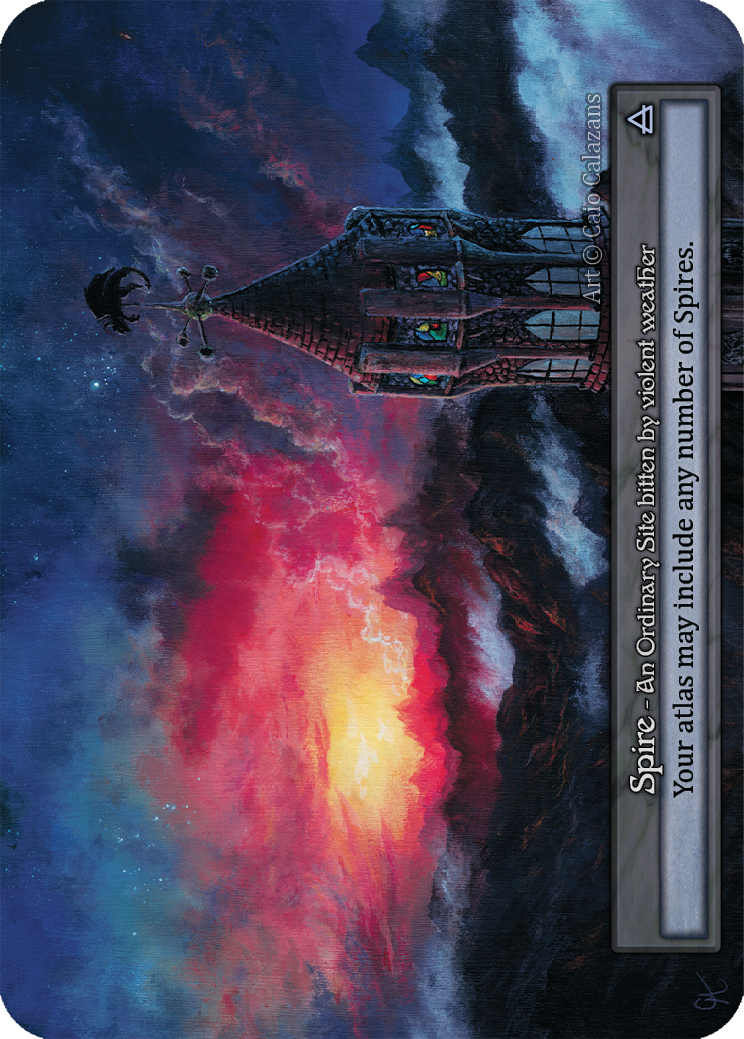 Art © Caio Calazans
Spire - An Ordinary Site bitten by violent weather
Your atlas may include any number of Spires.